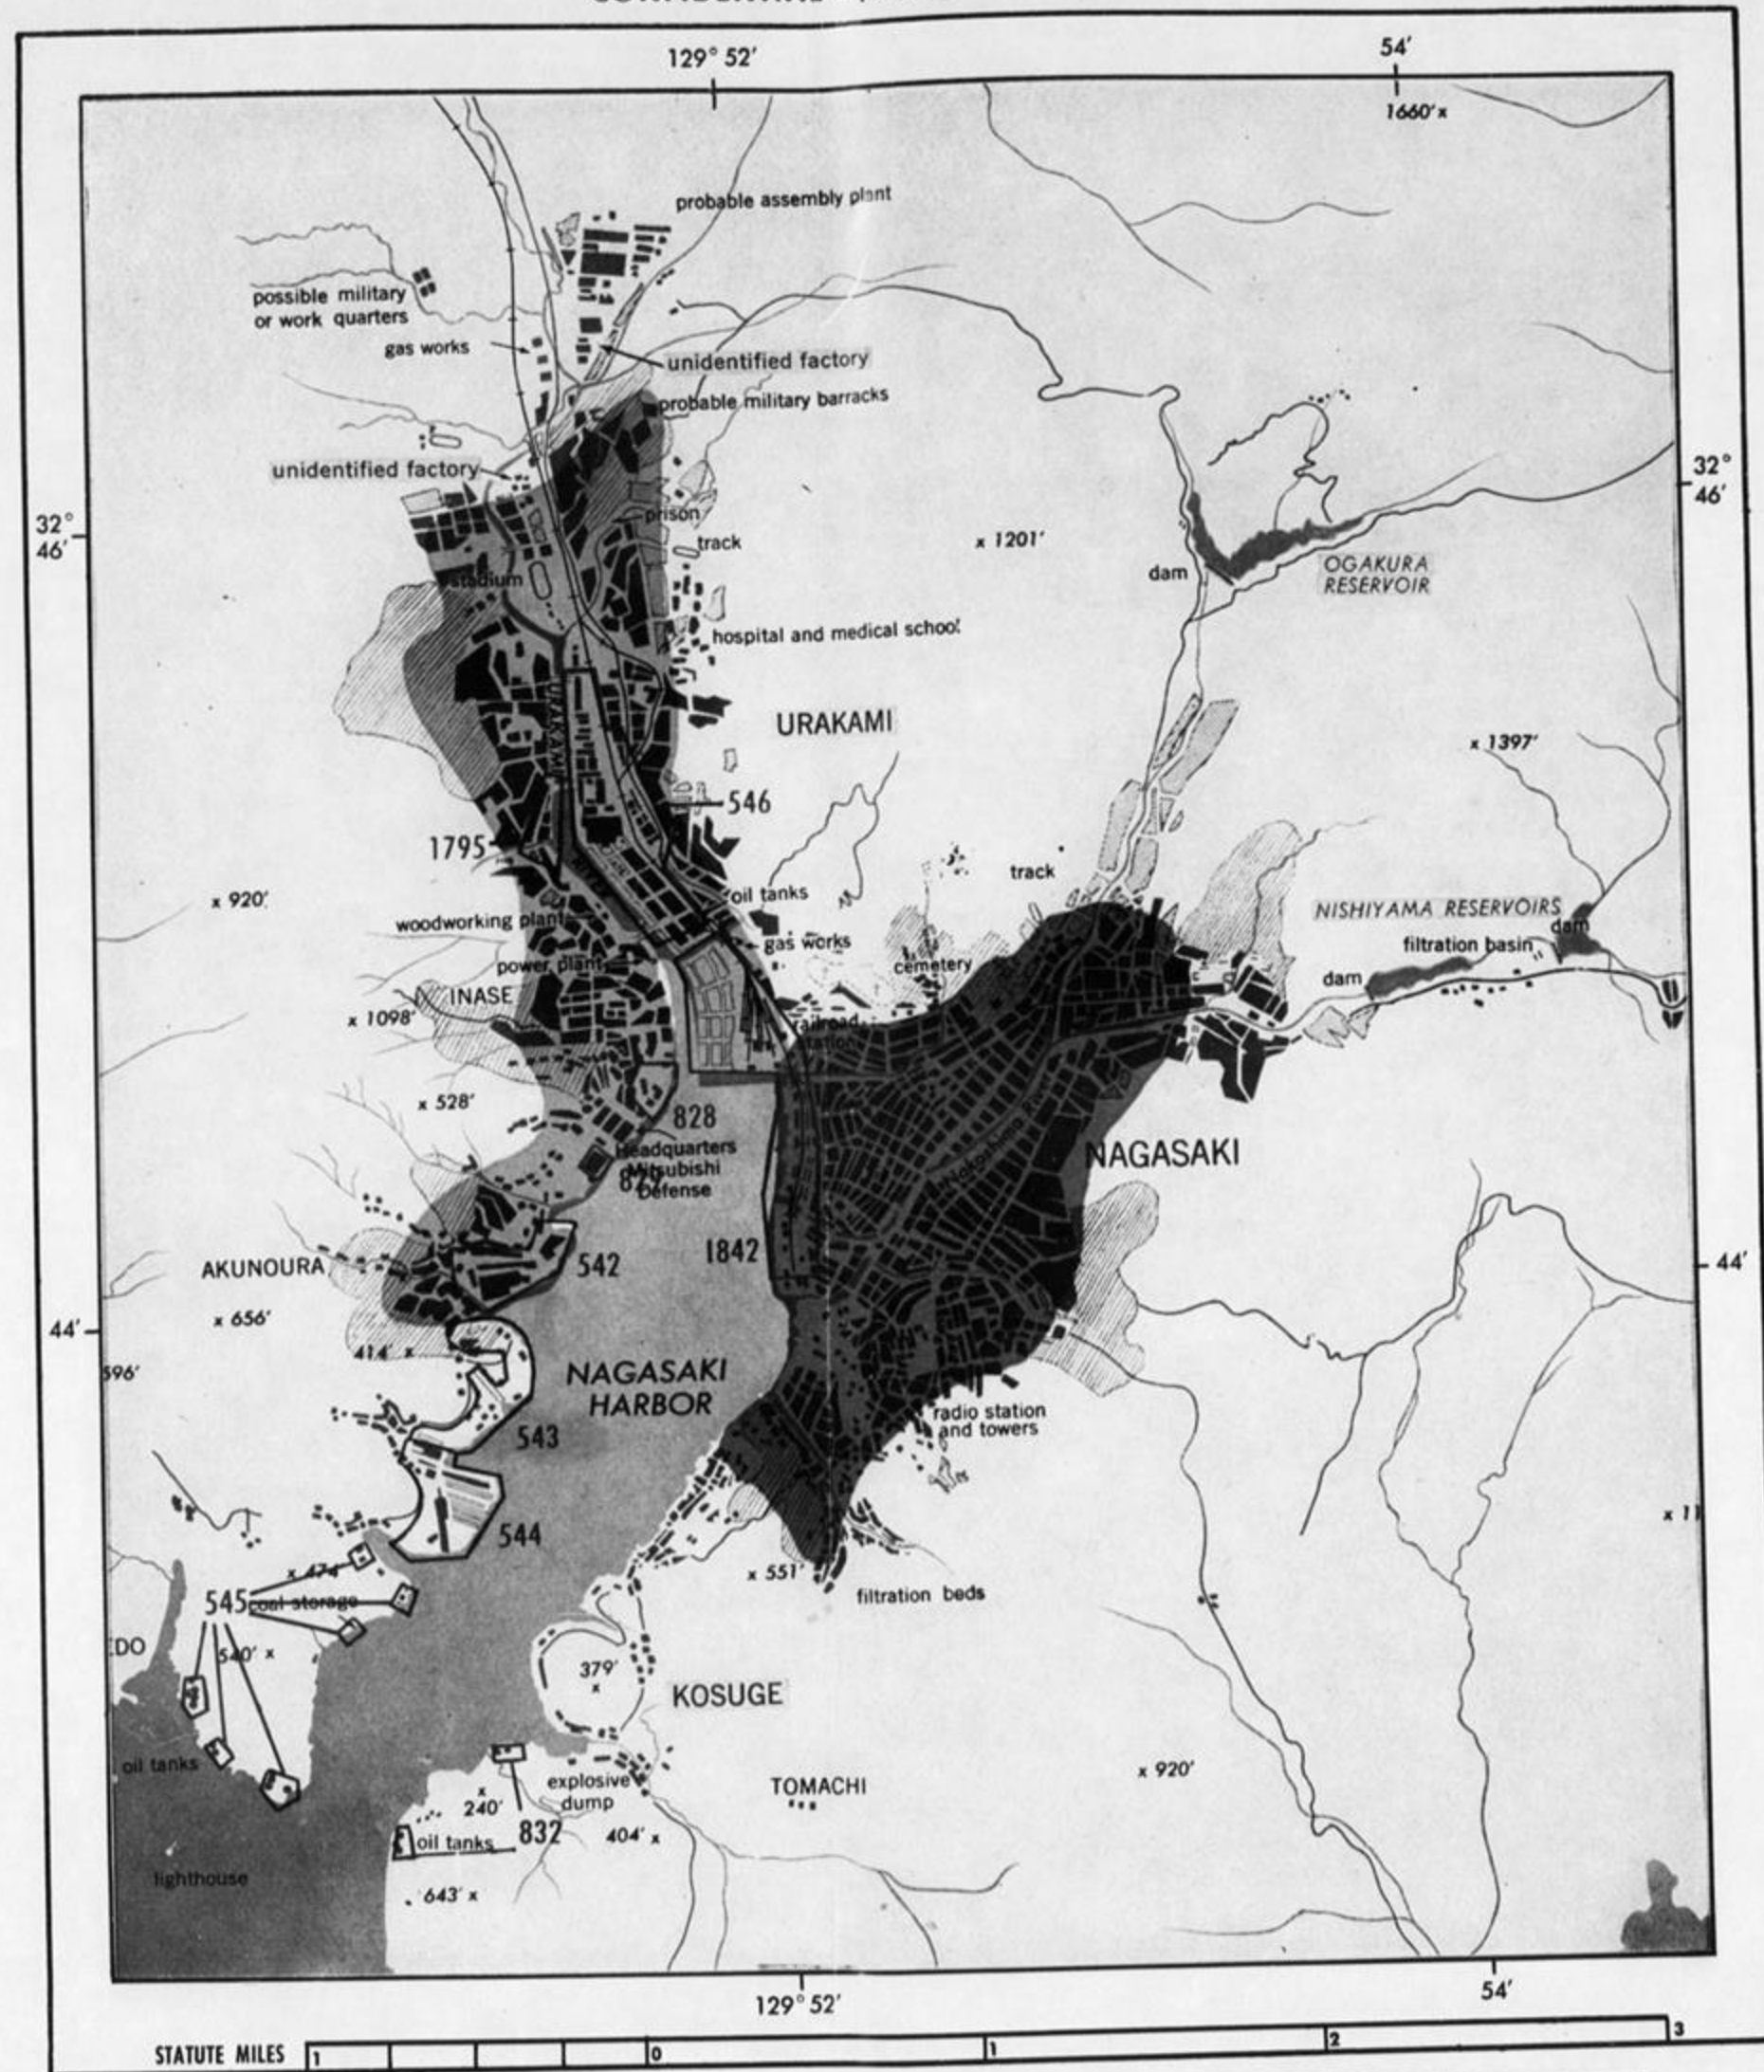 129° 52'
54'
1660' x
probable assembly plant
possible military
or work quarters
gas works
unidentified factory
probable military barracks
unidentified factory
32°
46'
32°
46'
prison
track
x 1201'
dam
OGAKURA
RESERVOIR
stadium
hospital and medical school
URAKAMI
URAKAMI
RIVER
x 1397'
546
1795
track
oil tanks
x 920'
NISHIYAMA RESERVOIRS
dam
woodworking plant
gas works
filtration basin
cemetery
power plant
dam
INASE
x 1098'
railroad
station
x 528'
828
Headquarters
Mitsubishi
Defense
NAGASAKI
AKUNOURA
542
1842
44'
x 656'
44'
414' x
596'
NAGASAKI
HARBOR
543
radio station
and towers
544
x 474'
x 551'
filtration beds
545
coal storage
540' x
379'
x
KOSUGE
oil tanks
explosive
dump
TOMACHI
x 920'
x
240'
832
oil tanks
404' x
lighthouse
643' x
129° 52'
54'
STATUTE MILES
1
0
1
2
3